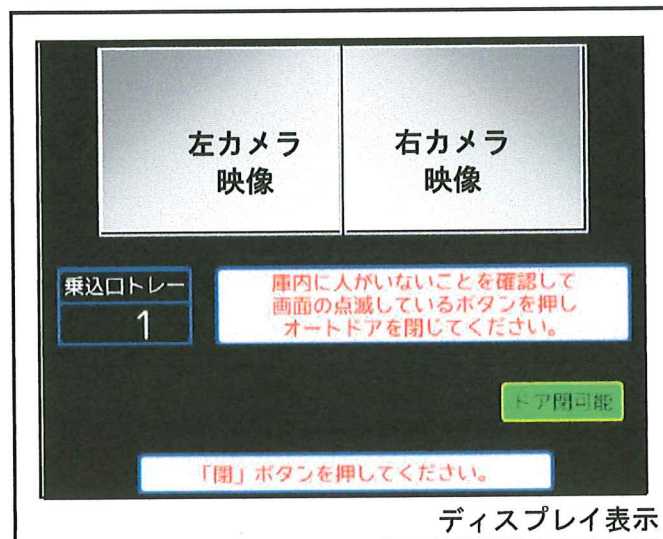 左カメラ
映像
右カメラ
映像
乗込口トレー
1
庫内に人がいないことを確認して
画面の点滅しているボタンを押し
オートドアを閉じてください。
ドア閉可能
「閉」ボタンを押してください。
ディスプレイ表示